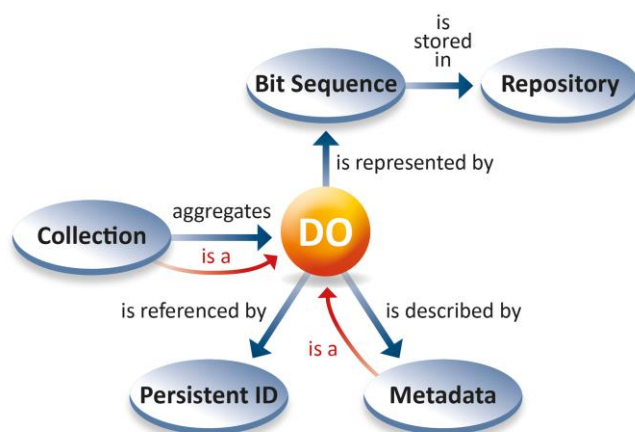 is
stored
in
Bit Sequence
Repository
is represented by
aggregates
DO
Collection
is a
is referenced by
is described by
is a
Persistent ID
Metadata